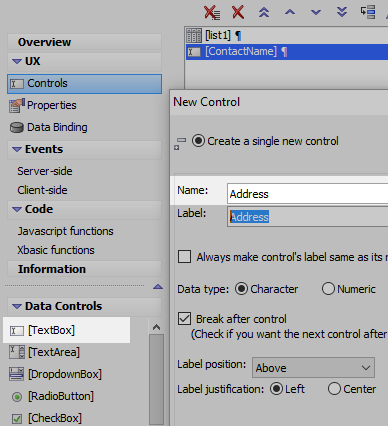 [list1] ¶
[ContactName] ¶
Overview
UX
Controls
Properties
Data Binding
Events
Server-side
Client-side
Code
Javascript functions
Xbasic functions
Information
Data Controls
[TextBox]
[TextArea]
[DropdownBox]
[RadioButton]
[CheckBox]
New Control
Create a single new control
Name: Address
Label: Address
Always make control's label same as its n
Data type: Character Numeric
Break after control
(Check if you want the next control after
Label position: Above
Label justification: Left Center